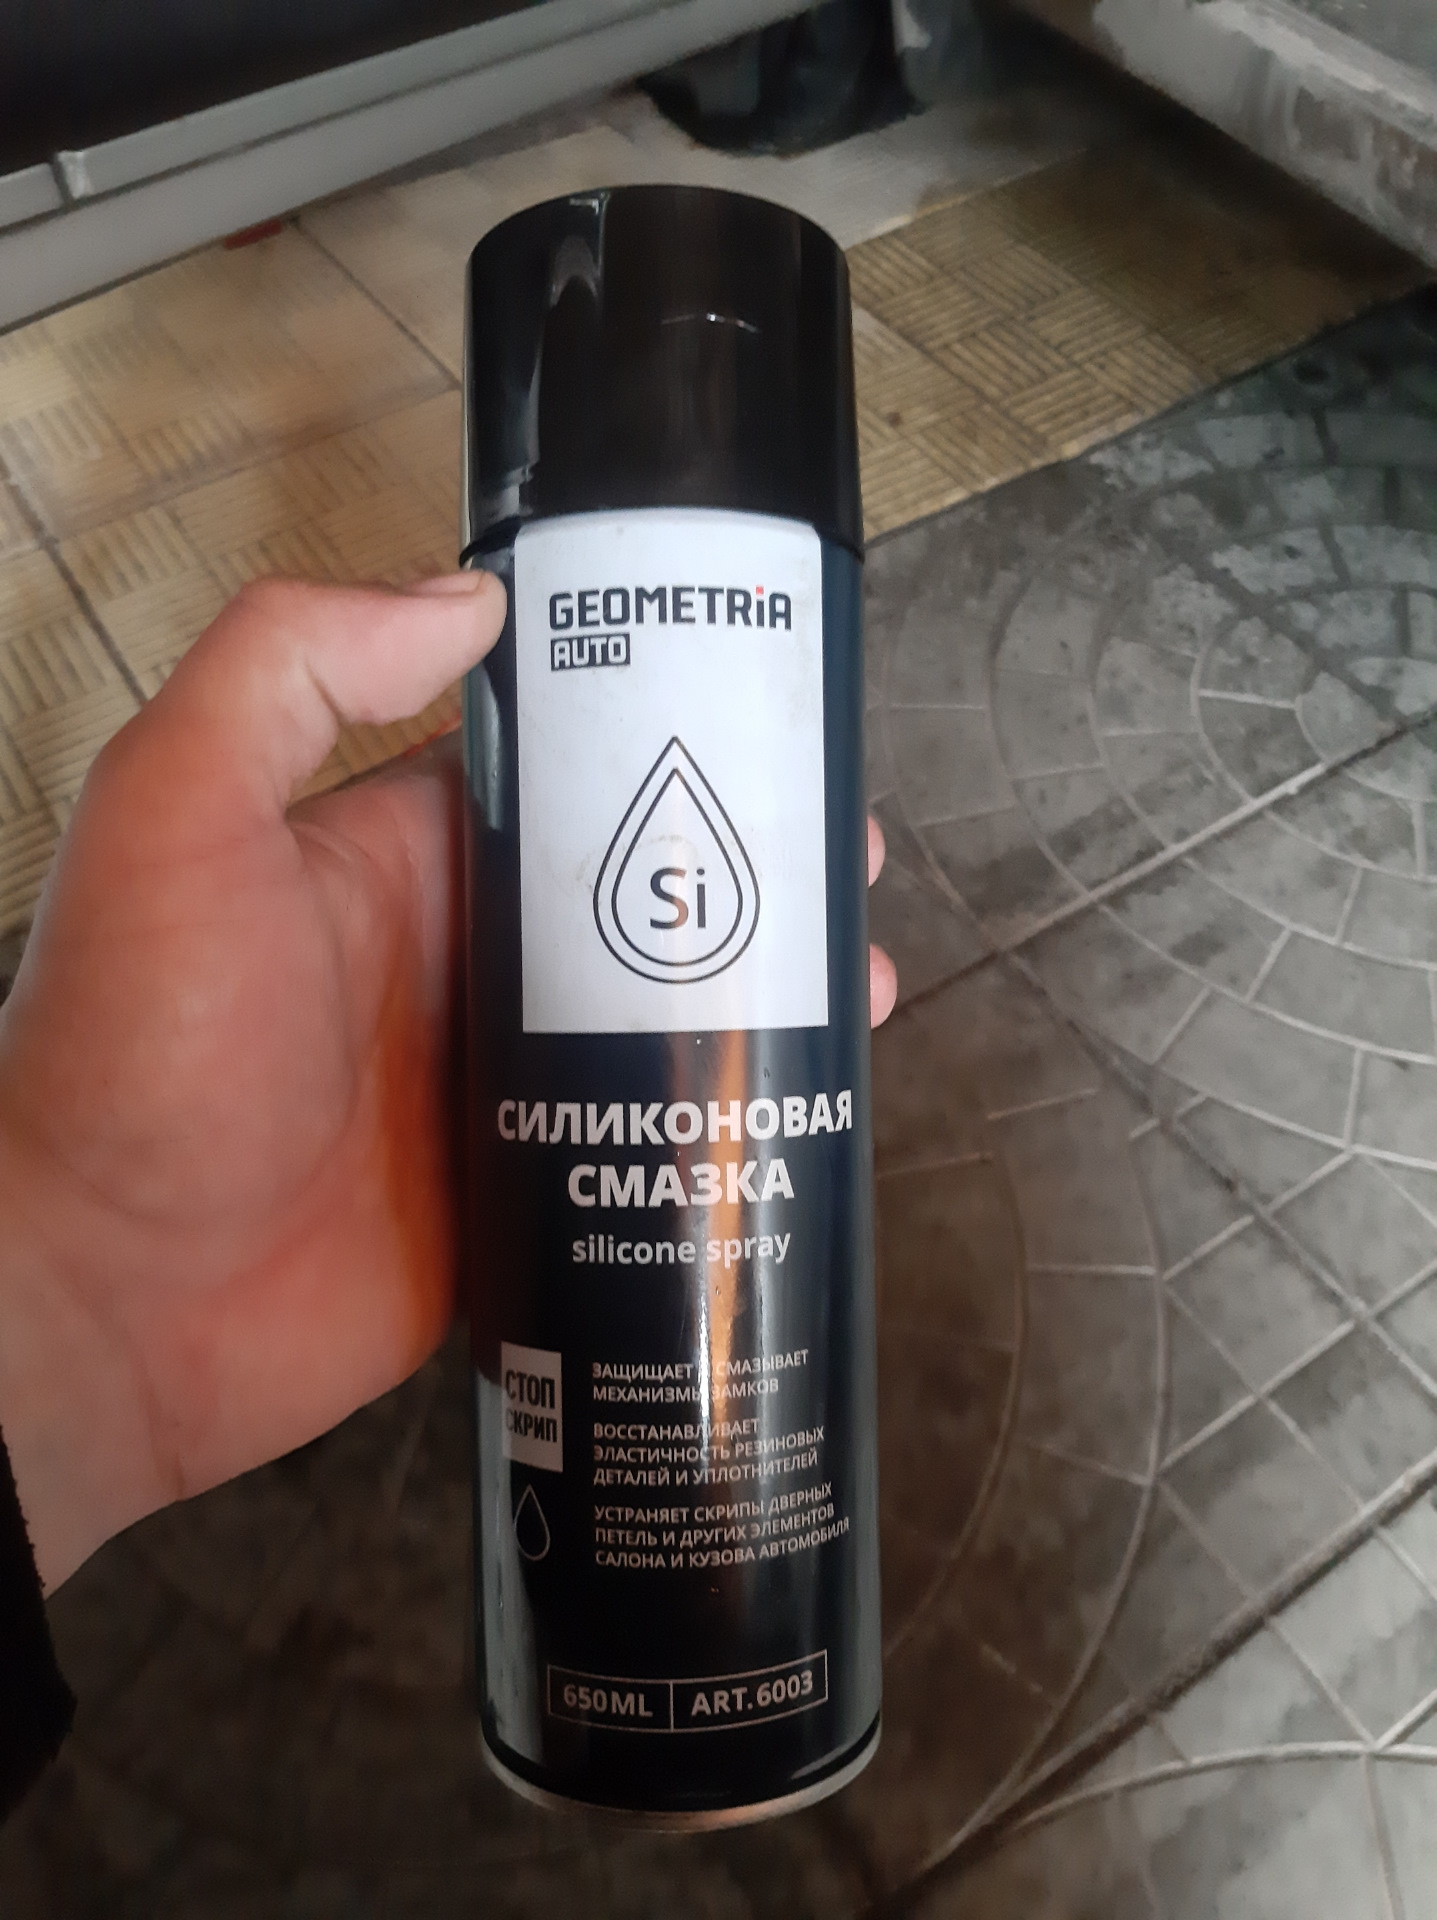 GEOMETRiA
AUTO
Si
СИЛИКОНОВАЯ
СМАЗКА
silicone spray
СТОП
СКРИП
ЗАЩИЩАЕТ И СМАЗЫВАЕТ
МЕХАНИЗМЫ ЗАМКОВ
ВОССТАНАВЛИВАЕТ
ЭЛАСТИЧНОСТЬ РЕЗИНОВЫХ
ДЕТАЛЕЙ И УПЛОТНИТЕЛЕЙ
УСТРАНЯЕТ СКРИПЫ ДВЕРНЫХ
ПЕТЕЛЬ И ДРУГИХ ЭЛЕМЕНТОВ
САЛОНА И КУЗОВА АВТОМОБИЛЯ
650ML ART.6003